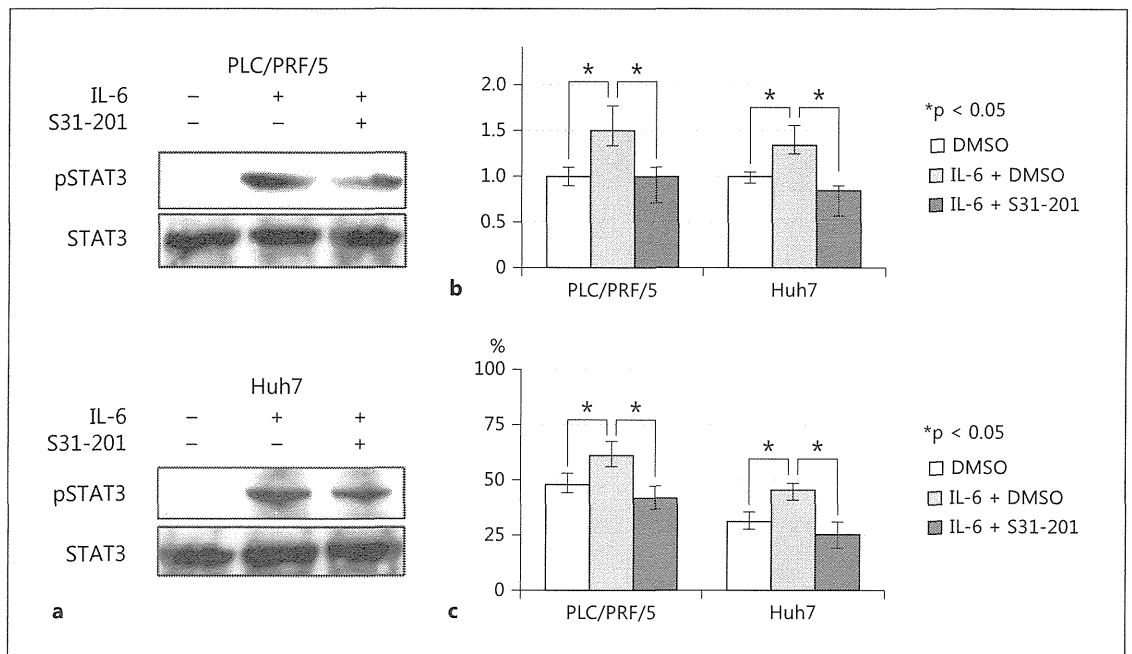 PLC/PRF/5
IL-6 – + +
S31-201 – – +
pSTAT3
STAT3
Huh7
IL-6 – + +
S31-201 – – +
pSTAT3
STAT3
a
2.0
1.5
1.0
0.5
0
* *
* *
PLC/PRF/5 Huh7
b
*p < 0.05
DMSO
IL-6 + DMSO
IL-6 + S31-201
%
100
75
50
25
0
* *
* *
PLC/PRF/5 Huh7
c
*p < 0.05
DMSO
IL-6 + DMSO
IL-6 + S31-201